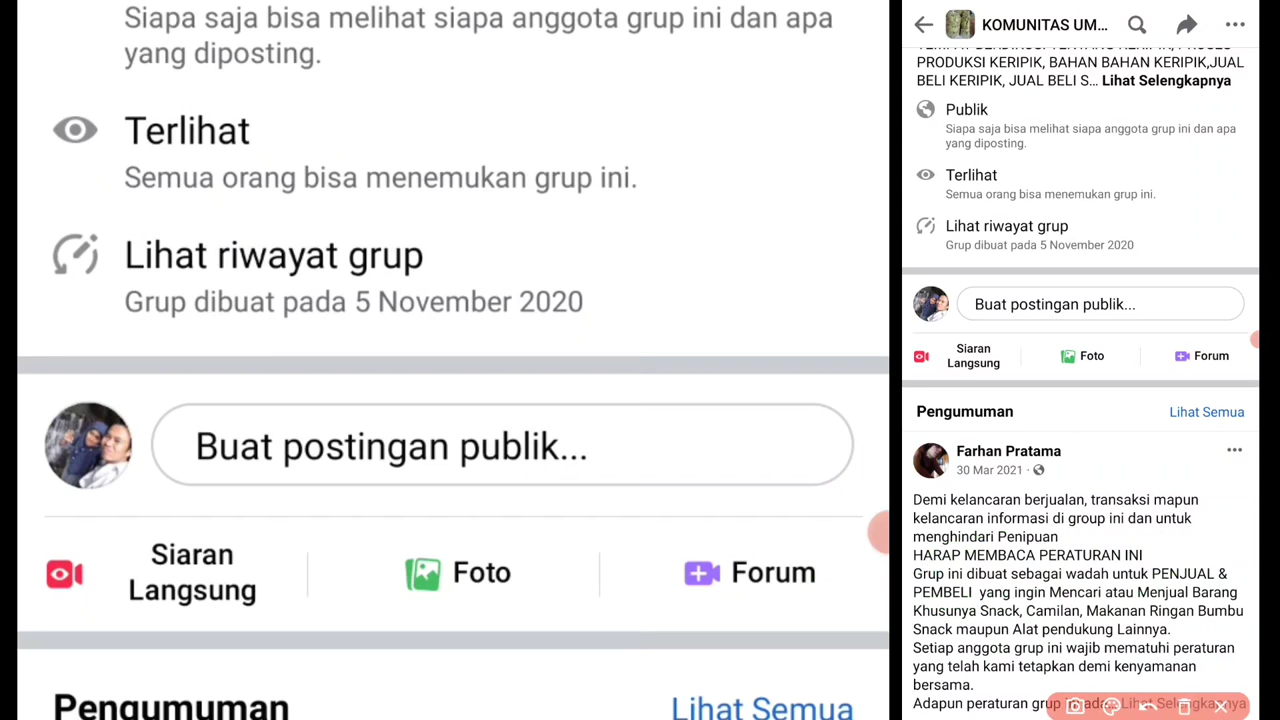 Siapa saja bisa melihat siapa anggota grup ini dan apa
yang diposting.
Terlihat
Semua orang bisa menemukan grup ini.
Lihat riwayat grup
Grup dibuat pada 5 November 2020
Buat postingan publik...
Siaran
Langsung
Foto
Forum
Pengumuman
Lihat Semua
KOMUNITAS UM...
PRODUKSI KERIPIK, BAHAN BAHAN KERIPIK,JUAL
BELI KERIPIK, JUAL BELI S... Lihat Selengkapnya
Publik
Siapa saja bisa melihat siapa anggota grup ini dan apa
yang diposting.
Terlihat
Semua orang bisa menemukan grup ini.
Lihat riwayat grup
Grup dibuat pada 5 November 2020
Buat postingan publik...
Siaran
Langsung
Foto
Forum
Pengumuman
Lihat Semua
Farhan Pratama
30 Mar 2021 ·
Demi kelancaran berjualan, transaksi mapun
kelancaran informasi di group ini dan untuk
menghindari Penipuan
HARAP MEMBACA PERATURAN INI
Grup ini dibuat sebagai wadah untuk PENJUAL &
PEMBELI yang ingin Mencari atau Menjual Barang
Khusunya Snack, Camilan, Makanan Ringan Bumbu
Snack maupun Alat pendukung Lainnya.
Setiap anggota grup ini wajib mematuhi peraturan
yang telah kami tetapkan demi kenyamanan
bersama.
Adapun peraturan grup Lihat Selengkapnya